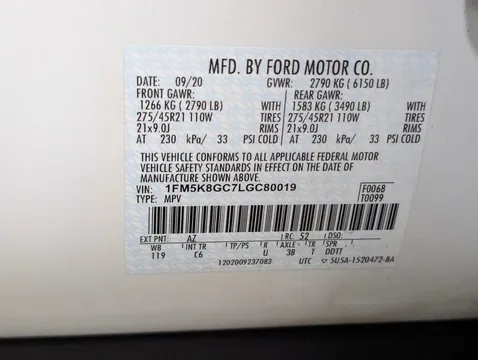 MFD. BY FORD MOTOR CO.
DATE: 09/20 GVWR: 2790 KG ( 6150 LB)
FRONT GAWR: REAR GAWR:
1266 KG ( 2790 LB) WITH 1583 KG ( 3490 LB) WITH
275/45R21 110W TIRES 275/45R21 110W TIRES
21x9.0J RIMS 21x9.0J RIMS
AT 230 kPa/ 33 PSI COLD AT 230 kPa/ 33 PSI COLD
THIS VEHICLE CONFORMS TO ALL APPLICABLE FEDERAL MOTOR
VEHICLE SAFETY STANDARDS IN EFFECT ON THE DATE OF
MANUFACTURE SHOWN ABOVE.
VIN: 1FM5K8GC7LGC80019 F0068
TYPE: MPV T0099
EXT PNT: AZ RC: 52
WB INT TR TP/PS R AXLE TR SPR
119 C6 U 3B T DDTT
1202009237083 UTC ▽ 5U5A-1520472-BA